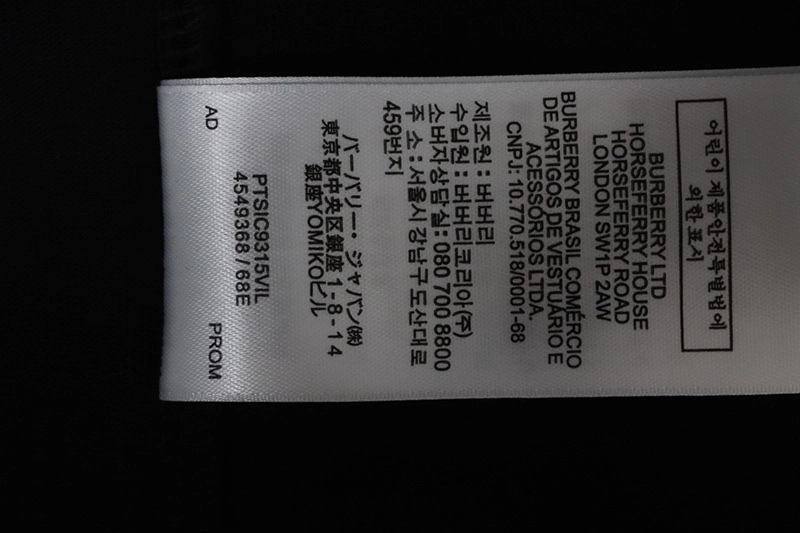 어린이 제품 안전 특별법에
의한 표시
BURBERRY LTD
HORSEFERRY HOUSE
HORSEFERRY ROAD
LONDON SW1P 2AW
BURBERRY BRASIL COMÉRCIO
DE ARTIGOS DE VESTUÁRIO E
ACESSÓRIOS LTDA.
CNPJ: 10.770.518/0001-68
제조원 : 버버리
수입원 : 버버리코리아(주)
소비자상담실: 080 700 8800
주 소 : 서울시 강남구 도산대로
459번지
バーバリー・ジャパン㈱
東京都中央区銀座 1-8-14
銀座YOMIKOビル
PTSIC9315VIL
4549368 / 68E
AD PROM